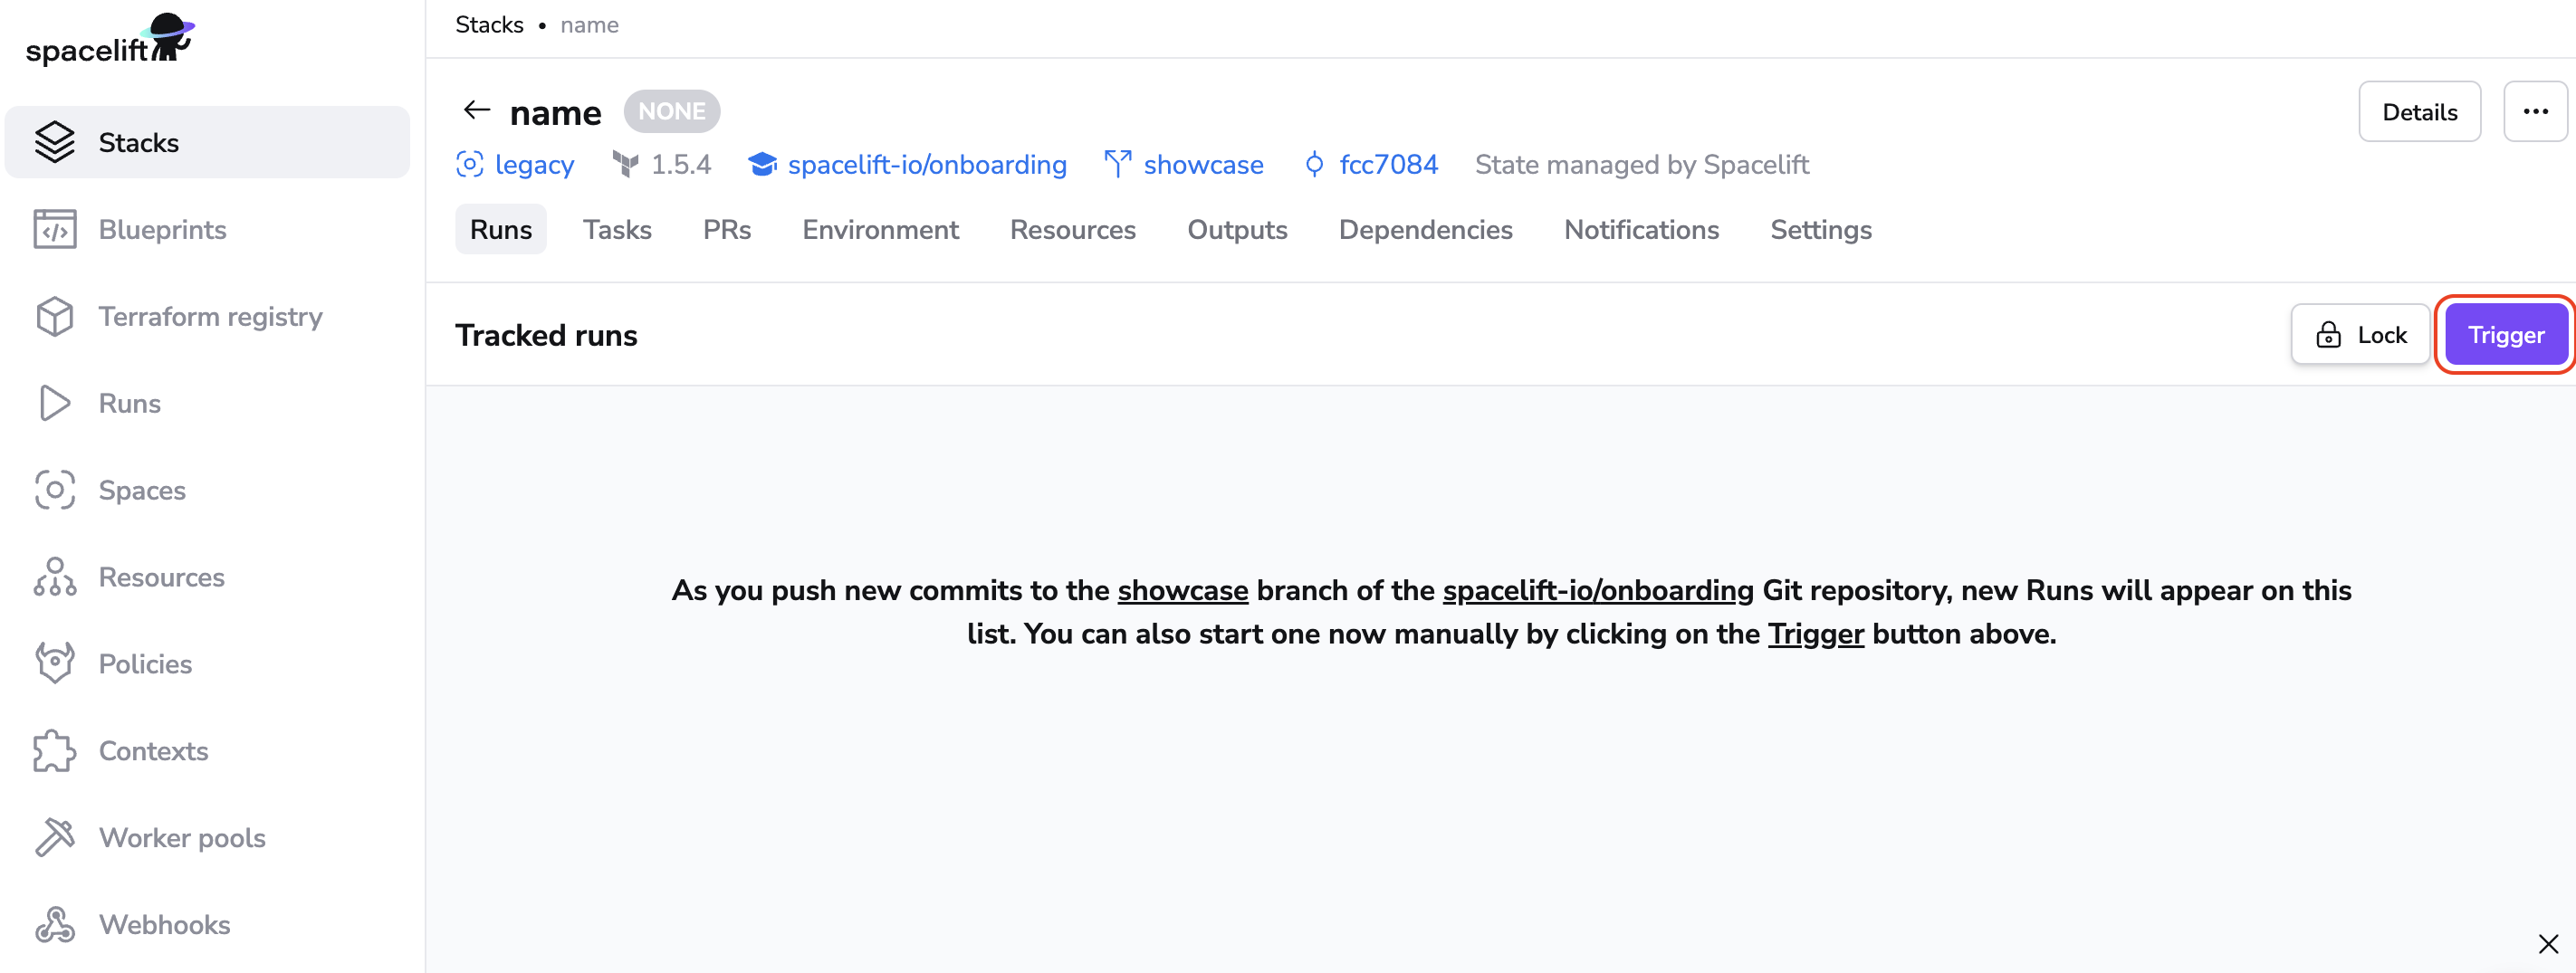 spacelift
Stacks
Blueprints
Terraform registry
Runs
Spaces
Resources
Policies
Contexts
Worker pools
Webhooks
Stacks • name
name NONE
Details
legacy 1.5.4 spacelift-io/onboarding showcase fcc7084 State managed by Spacelift
Runs Tasks PRs Environment Resources Outputs Dependencies Notifications Settings
Tracked runs
Lock
Trigger
As you push new commits to the showcase branch of the spacelift-io/onboarding Git repository, new Runs will appear on this
list. You can also start one now manually by clicking on the Trigger button above.